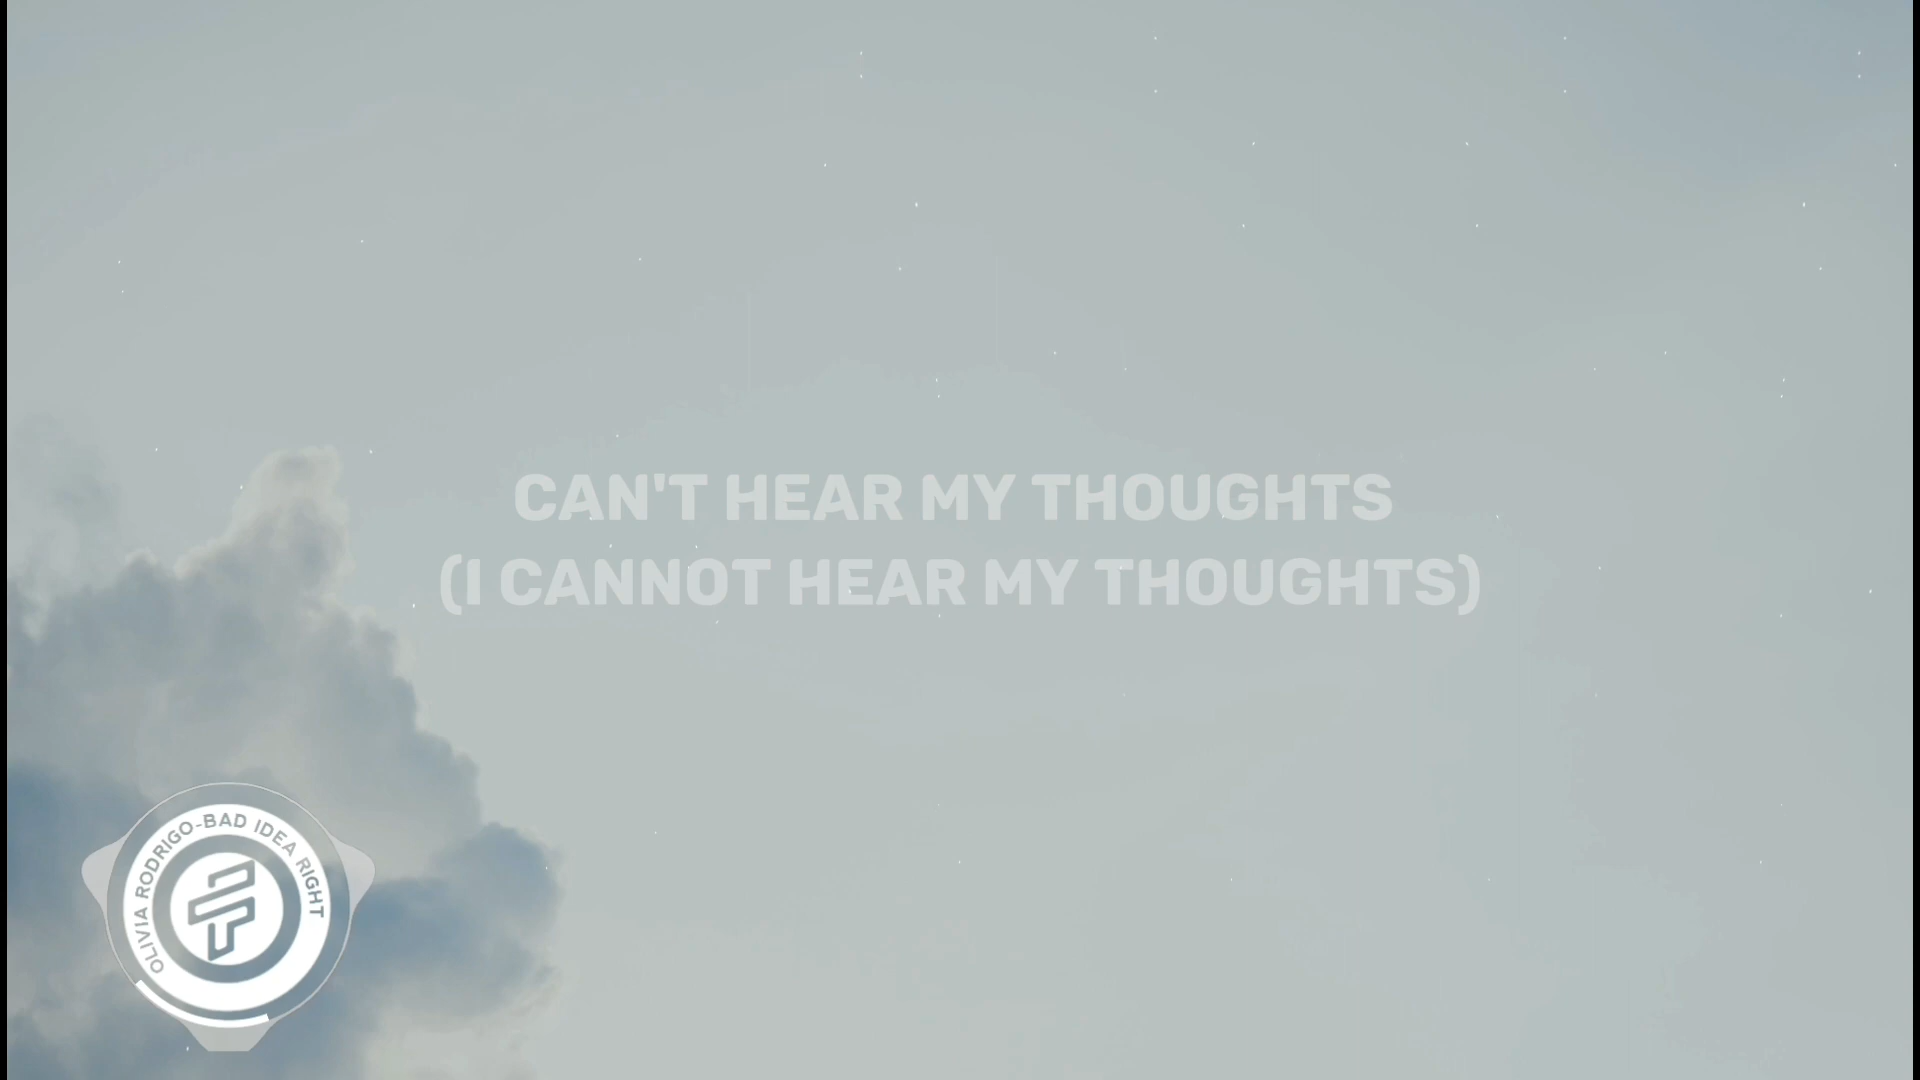 CAN'T HEAR MY THOUGHTS
(I CANNOT HEAR MY THOUGHTS)
OLIVIA RODRIGO-BAD IDEA RIGHT